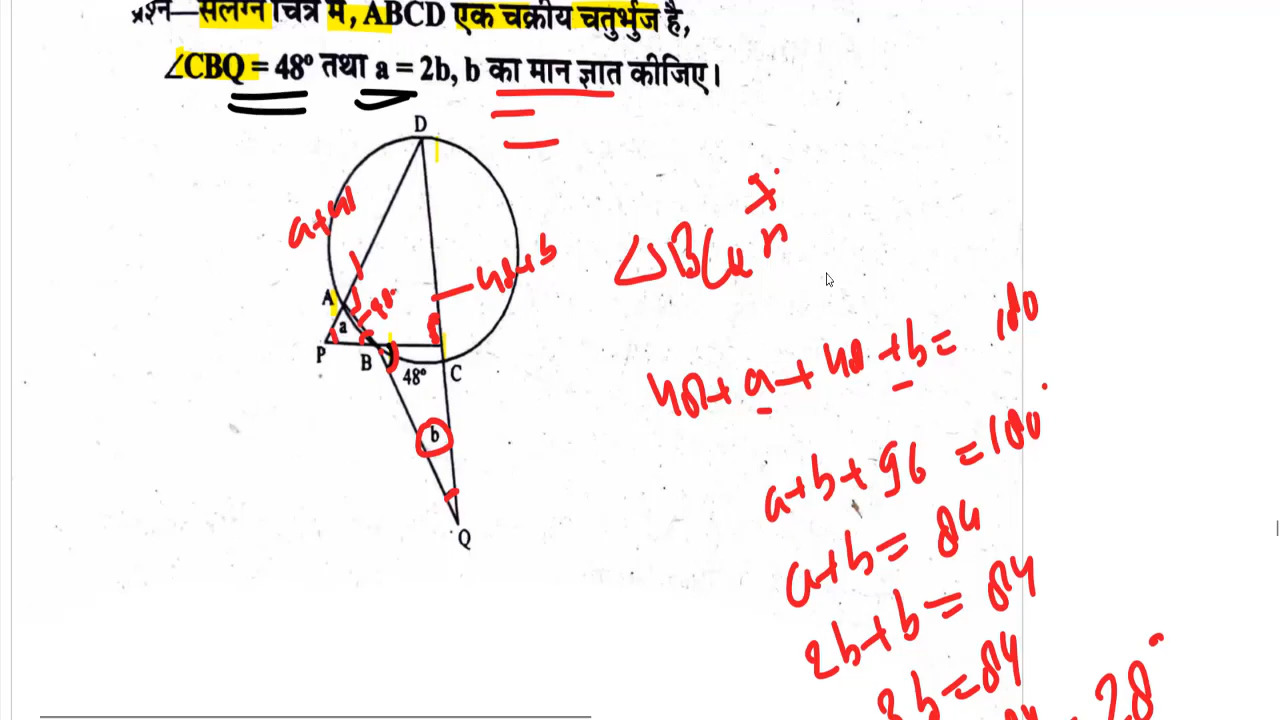 प्रश्न—संलग्न चित्र में, ABCD एक चक्रीय चतुर्भुज है,
∠CBQ = 48° तथा a = 2b, b का मान ज्ञात कीजिए।
D
a+48
48+b
A
48°
a
P
B
48°
C
b
Q
48+a+48+b= 180
a+b+96 =180°
a+b= 84
2b+b= 84
3b=84
28°